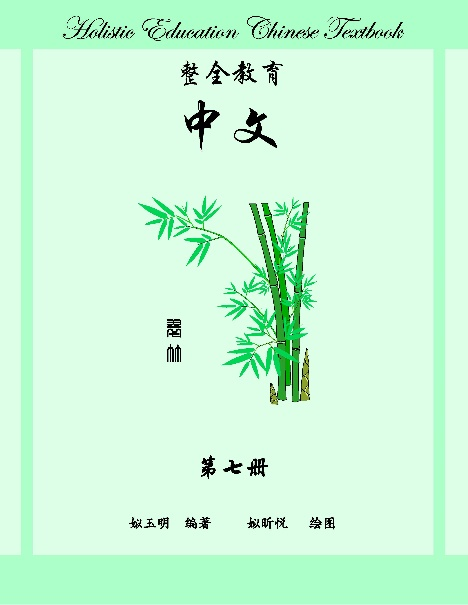 Holistic Education Chinese Textbook
整全教育
中文
第七册
姒玉明 编著 姒昕悦 绘图